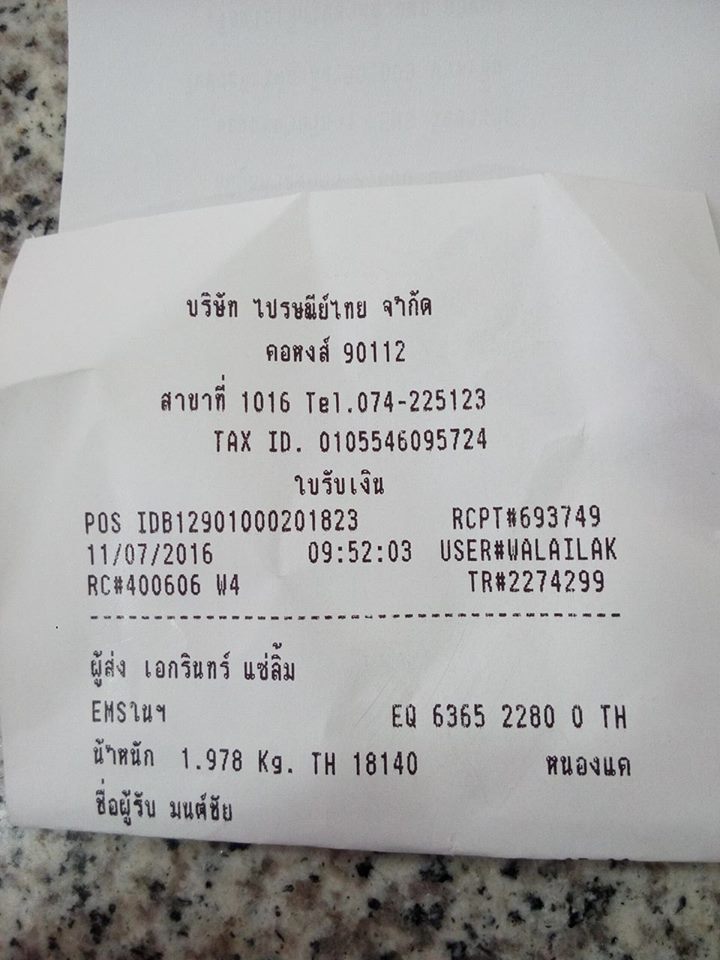 บริษัท ไปรษณีย์ไทย จำกัด
คอหงส์ 90112
สาขาที่ 1016 Tel.074-225123
TAX ID. 0105546095724
ใบรับเงิน
POS IDB12901000201823 RCPT#693749
11/07/2016 09:52:03 USER#WALAILAK
RC#400606 W4 TR#2274299
ผู้ส่ง เอกรินทร์ แซ่ลิ้ม
EMSในฯ EQ 6365 2280 0 TH
น้ำหนัก 1.978 Kg. TH 18140 หนองแค
ชื่อผู้รับ มนต์ชัย